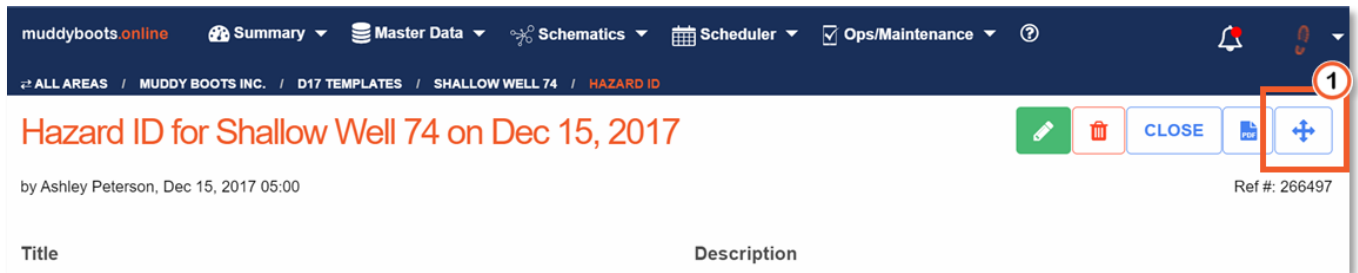 muddyboots.online Summary Master Data Schematics Scheduler Ops/Maintenance ?
ALL AREAS / MUDDY BOOTS INC. / D17 TEMPLATES / SHALLOW WELL 74 / HAZARD ID
1
Hazard ID for Shallow Well 74 on Dec 15, 2017 CLOSE PDF
by Ashley Peterson, Dec 15, 2017 05:00 Ref #: 266497
Title Description